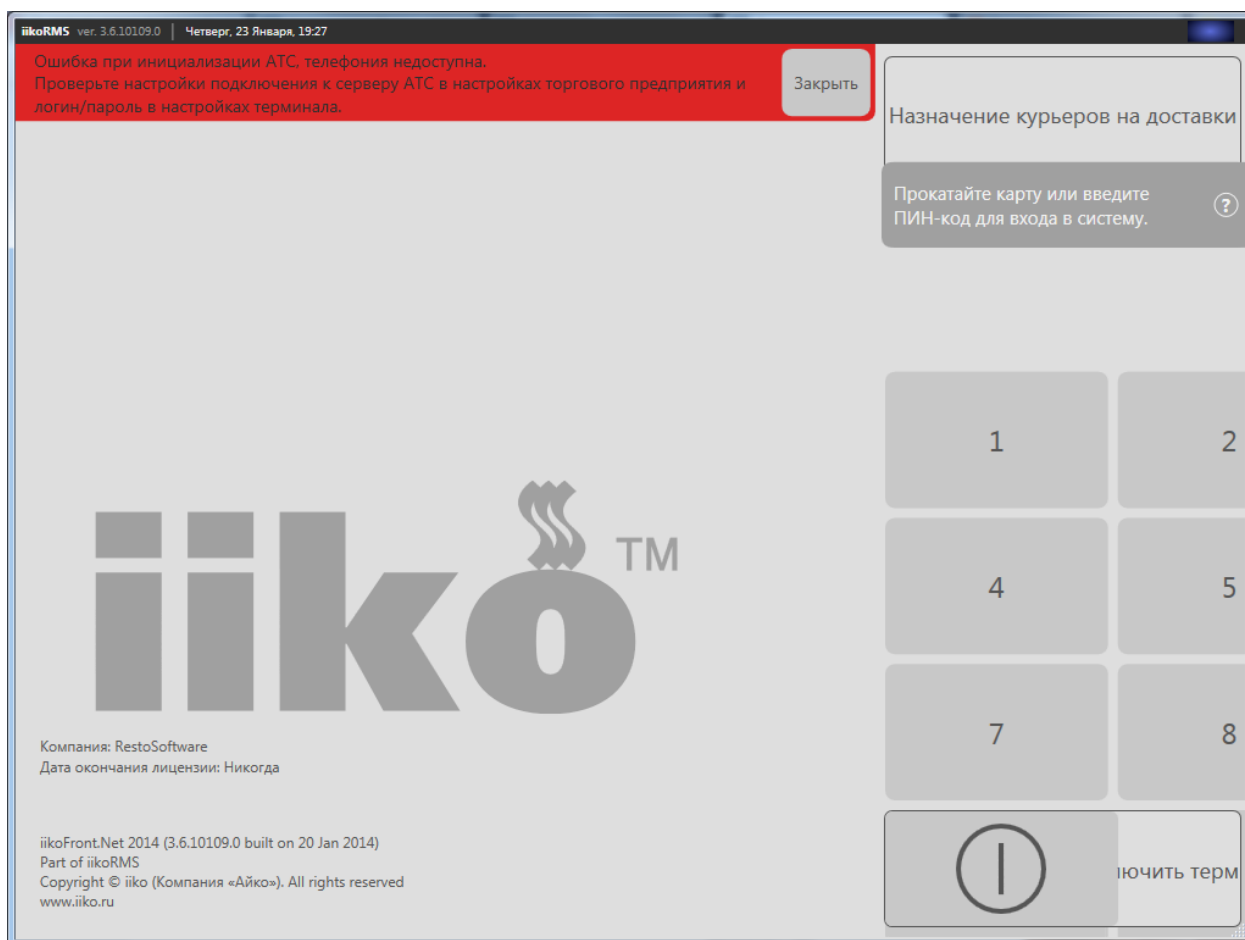 iikoRMS ver. 3.6.10109.0 | Четверг, 23 Января, 19:27
Ошибка при инициализации АТС, телефония недоступна.
Проверьте настройки подключения к серверу АТС в настройках торгового предприятия и
логин/пароль в настройках терминала.
Закрыть
Назначение курьеров на доставки
Прокатайте карту или введите
ПИН-код для входа в систему.
?
1
2
4
5
7
8
iiko TM
Компания: RestoSoftware
Дата окончания лицензии: Никогда
iikoFront.Net 2014 (3.6.10109.0 built on 20 Jan 2014)
Part of iikoRMS
Copyright © iiko (Компания «Айко»). All rights reserved
www.iiko.ru
ючить терм